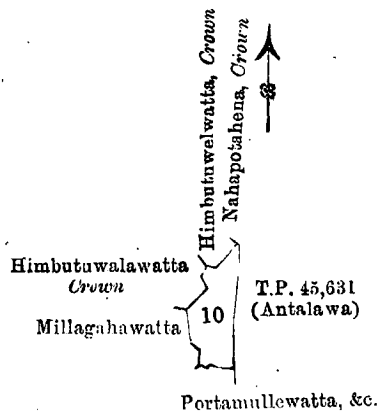 Himbutuwelwatta, Crown
Nahapotahena, Crown
Himbutuwalawatta
Crown
Millagahawatta
10
T.P. 45,631
(Antalawa)
Portamullewatta, &c.